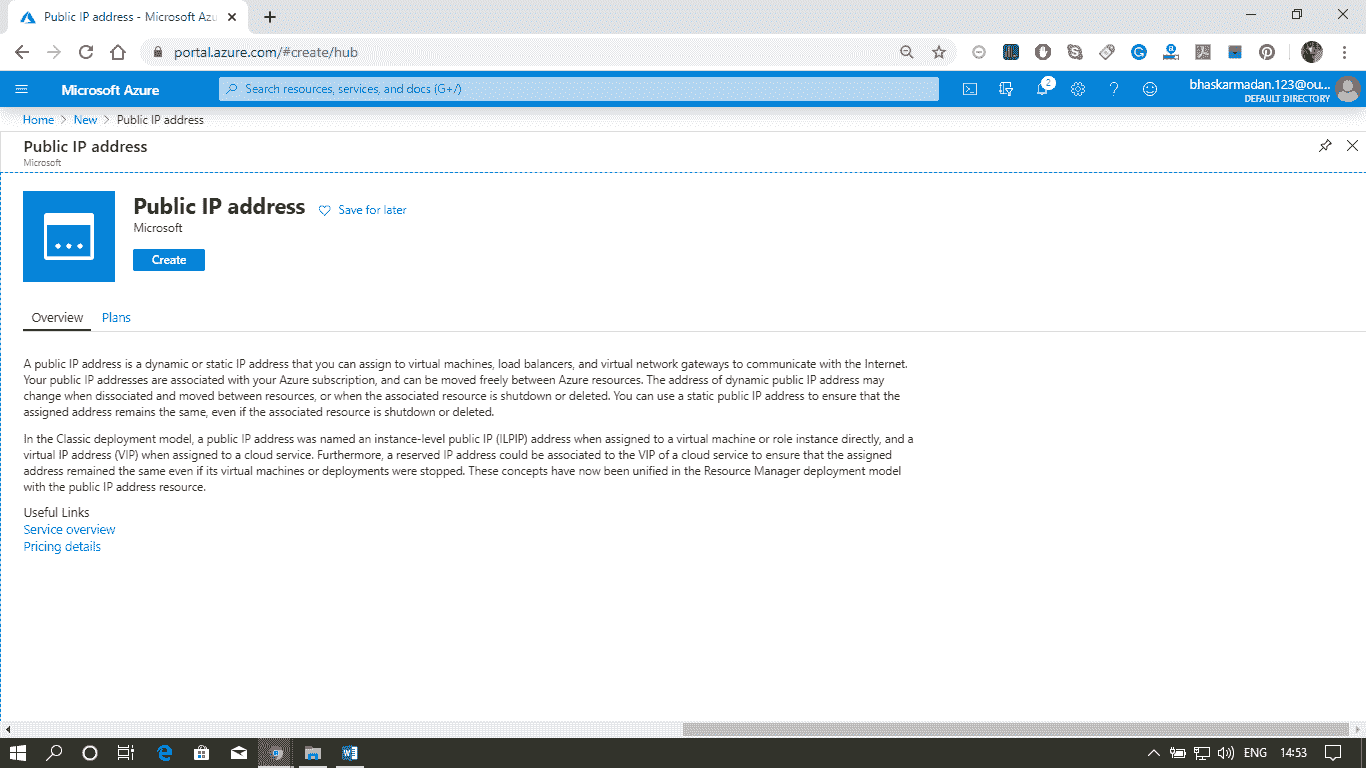 Public IP address - Microsoft Azu
portal.azure.com/#create/hub
Microsoft Azure
Search resources, services, and docs (G+/)
2
bhaskarmadan.123@ou...
DEFAULT DIRECTORY
Home > New > Public IP address
Public IP address
Microsoft
Public IP address
Save for later
Microsoft
Create
Overview Plans
A public IP address is a dynamic or static IP address that you can assign to virtual machines, load balancers, and virtual network gateways to communicate with the Internet.
Your public IP addresses are associated with your Azure subscription, and can be moved freely between Azure resources. The address of dynamic public IP address may
change when dissociated and moved between resources, or when the associated resource is shutdown or deleted. You can use a static public IP address to ensure that the
assigned address remains the same, even if the associated resource is shutdown or deleted.
In the Classic deployment model, a public IP address was named an instance-level public IP (ILPIP) address when assigned to a virtual machine or role instance directly, and a
virtual IP address (VIP) when assigned to a cloud service. Furthermore, a reserved IP address could be associated to the VIP of a cloud service to ensure that the assigned
address remained the same even if its virtual machines or deployments were stopped. These concepts have now been unified in the Resource Manager deployment model
with the public IP address resource.
Useful Links
Service overview
Pricing details
ENG 14:53